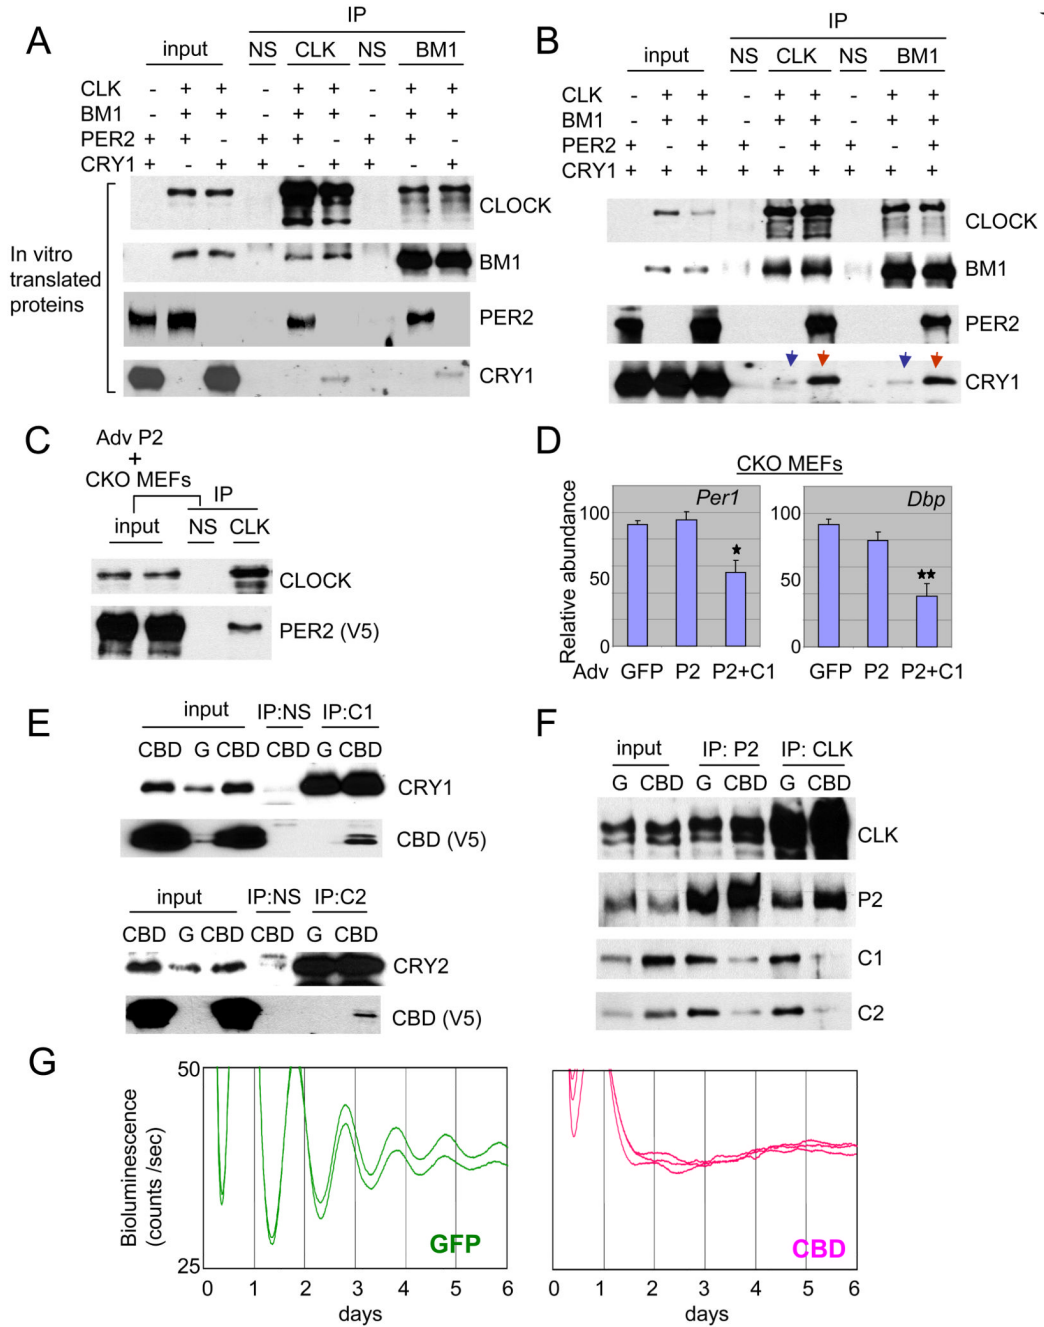 A
IP
input NS CLK NS BM1
CLK - + + - + + - + +
BM1 - + + - + + - + +
PER2 + + - + + - + + -
CRY1 + - + + - + + - +
In vitro
translated
proteins
CLOCK
BM1
PER2
CRY1
B
IP
input NS CLK NS BM1
CLK - + + - + + - + +
BM1 - + + - + + - + +
PER2 + - + + - + + - +
CRY1 + + + + + + + + +
CLOCK
BM1
PER2
CRY1
C
Adv P2
+
CKO MEFs
IP
input NS CLK
CLOCK
PER2 (V5)
D
CKO MEFs
Relative abundance
Per1
100
50
0
Adv GFP P2 P2+C1
★
Dbp
100
50
0
GFP P2 P2+C1
★★
E
input IP:NS IP:C1
CBD G CBD CBD G CBD
CRY1
CBD (V5)
input IP:NS IP:C2
CBD G CBD CBD G CBD
CRY2
CBD (V5)
F
input IP: P2 IP: CLK
G CBD G CBD G CBD
CLK
P2
C1
C2
G
Bioluminescence
(counts /sec)
50
25
GFP
0 1 2 3 4 5 6
days
CBD
0 1 2 3 4 5 6
days